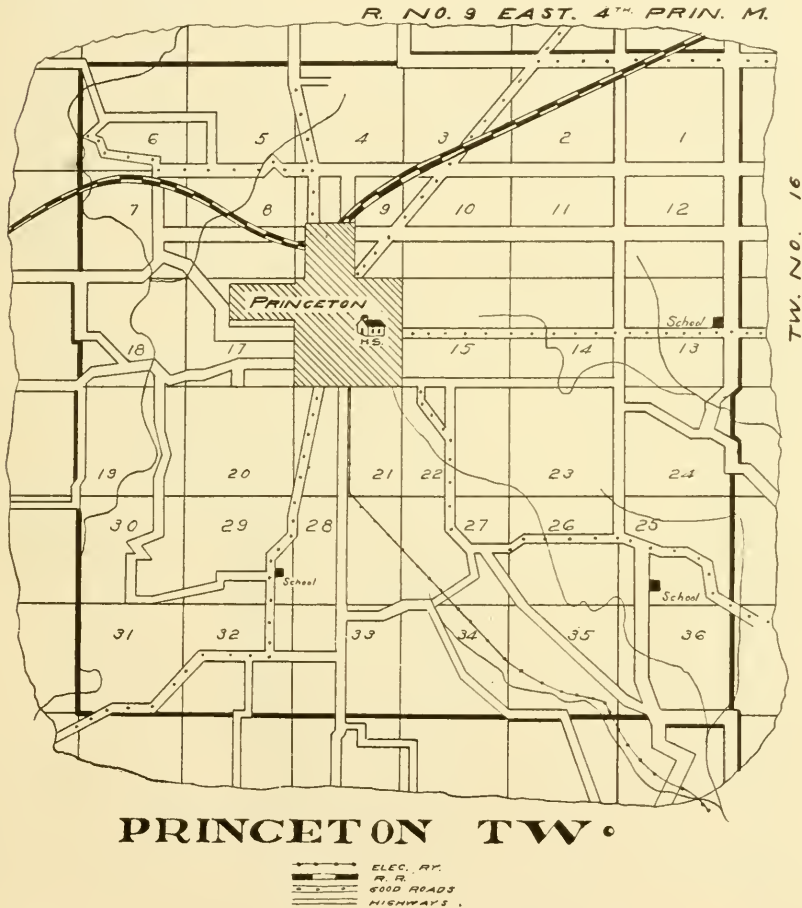 R. NO. 9 EAST. 4TH. PRIN. M.
TW. NO. 16
6 5 4 3 2 1
7 8 9 10 11 12
PRINCETON
H.S.
School
18 17 15 14 13
19 20 21 22 23 24
30 29 28 27 26 25
School
School
31 32 33 34 35 36
PRINCETON TW.
ELEC. RY.
R. R.
GOOD ROADS
HIGHWAYS.